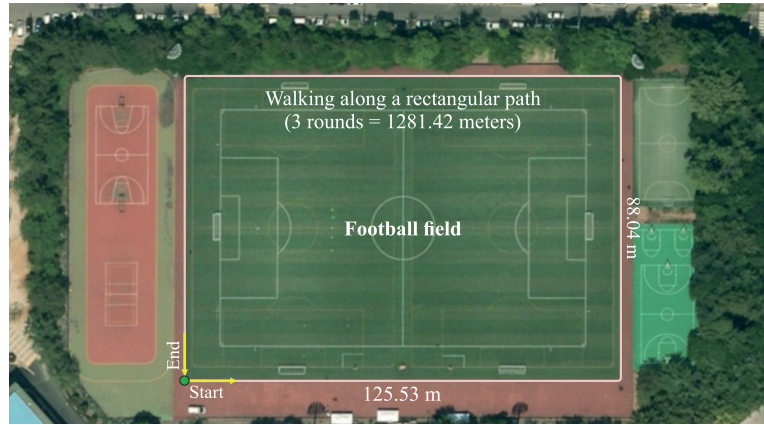 Walking along a rectangular path
(3 rounds = 1281.42 meters)
Football field
88.04 m
End
Start
125.53 m